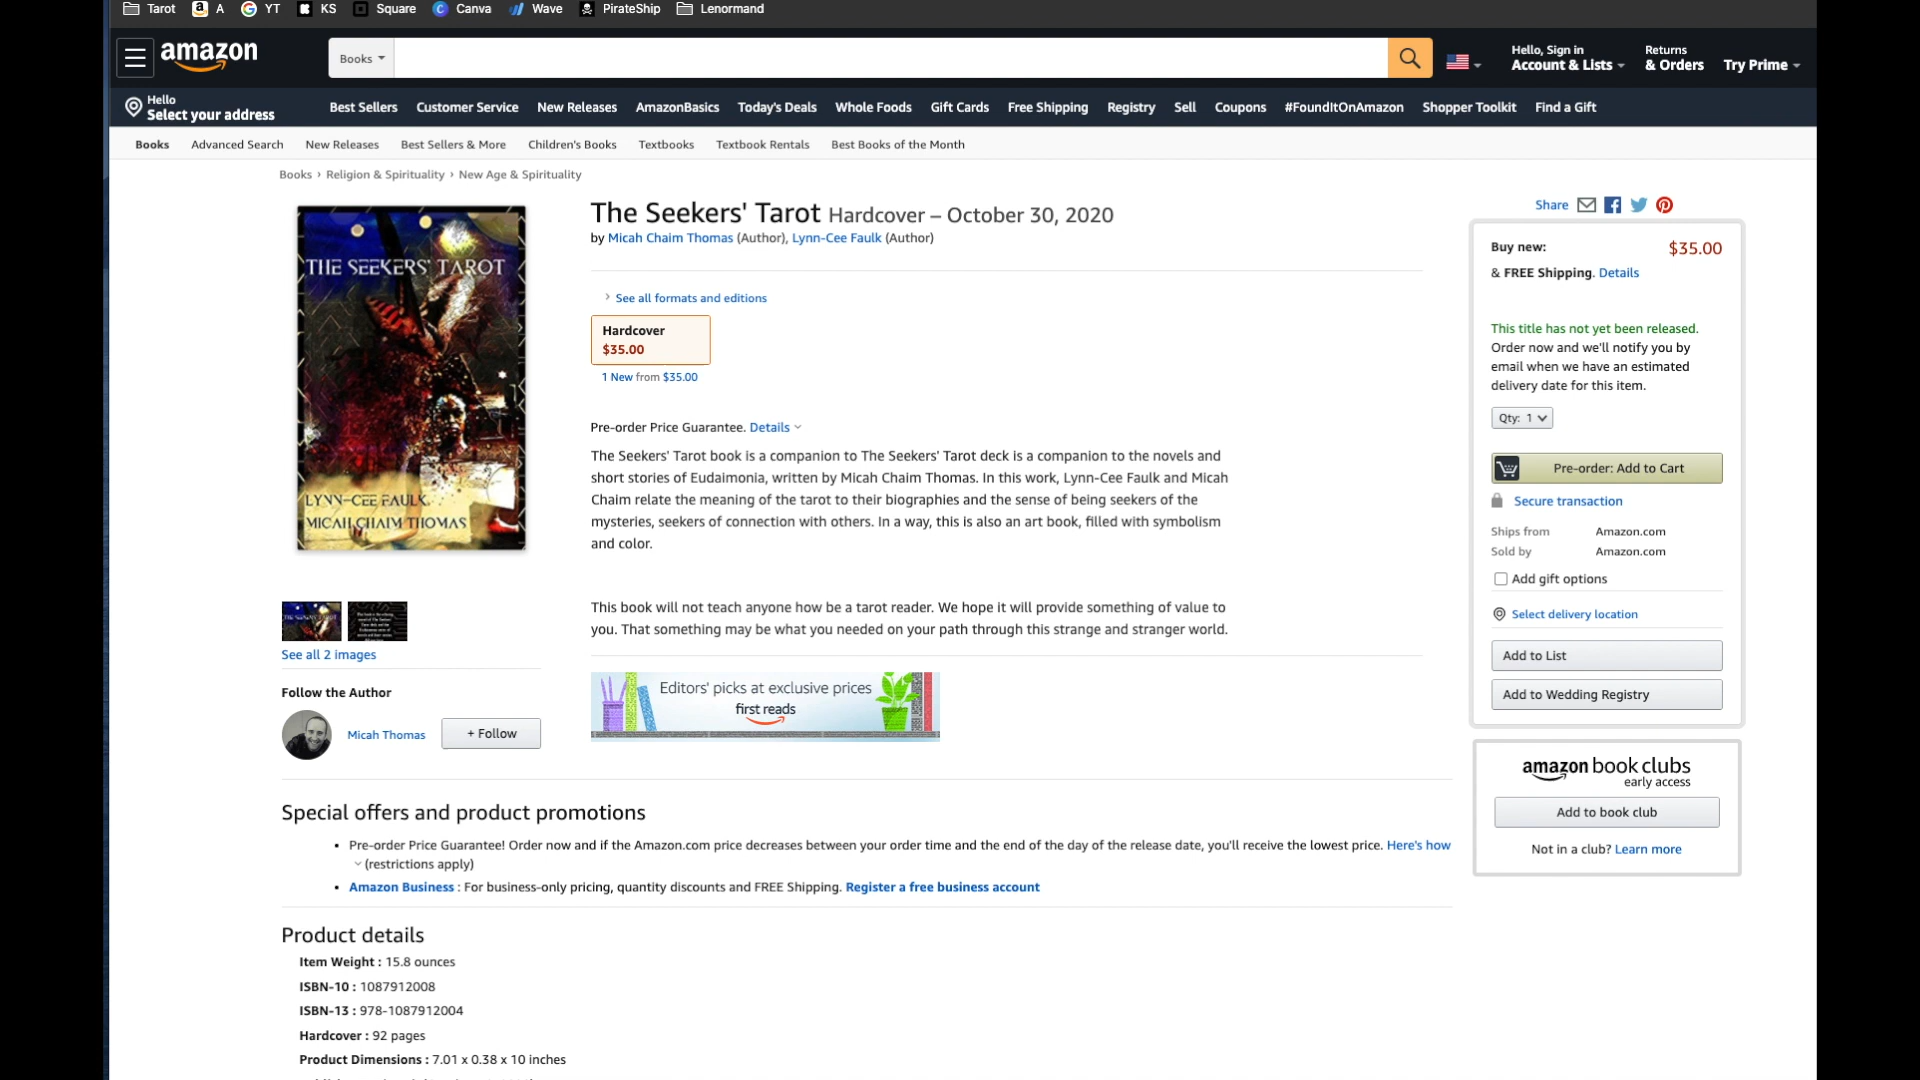 Tarot A YT KS Square Canva Wave PirateShip Lenormand
amazon
Books
Hello, Sign in
Account & Lists
Returns
& Orders
Try Prime
Hello
Select your address
Best Sellers Customer Service New Releases AmazonBasics Today's Deals Whole Foods Gift Cards Free Shipping Registry Sell Coupons #FoundItOnAmazon Shopper Toolkit Find a Gift
Books Advanced Search New Releases Best Sellers & More Children's Books Textbooks Textbook Rentals Best Books of the Month
Books › Religion & Spirituality › New Age & Spirituality
THE SEEKERS' TAROT
LYNN-CEE FAULK
MICAH CHAIM THOMAS
See all 2 images
Follow the Author
Micah Thomas
+ Follow
The Seekers' Tarot Hardcover – October 30, 2020
by Micah Chaim Thomas (Author), Lynn-Cee Faulk (Author)
› See all formats and editions
Hardcover
$35.00
1 New from $35.00
Pre-order Price Guarantee. Details
The Seekers' Tarot book is a companion to The Seekers' Tarot deck is a companion to the novels and
short stories of Eudaimonia, written by Micah Chaim Thomas. In this work, Lynn-Cee Faulk and Micah
Chaim relate the meaning of the tarot to their biographies and the sense of being seekers of the
mysteries, seekers of connection with others. In a way, this is also an art book, filled with symbolism
and color.
This book will not teach anyone how be a tarot reader. We hope it will provide something of value to
you. That something may be what you needed on your path through this strange and stranger world.
Editors' picks at exclusive prices
first reads
Share
Buy new: $35.00
& FREE Shipping. Details
This title has not yet been released.
Order now and we'll notify you by
email when we have an estimated
delivery date for this item.
Qty: 1
Pre-order: Add to Cart
Secure transaction
Ships from Amazon.com
Sold by Amazon.com
Add gift options
Select delivery location
Add to List
Add to Wedding Registry
amazon book clubs
early access
Add to book club
Not in a club? Learn more
Special offers and product promotions
• Pre-order Price Guarantee! Order now and if the Amazon.com price decreases between your order time and the end of the day of the release date, you'll receive the lowest price. Here's how
(restrictions apply)
• Amazon Business : For business-only pricing, quantity discounts and FREE Shipping. Register a free business account
Product details
Item Weight : 15.8 ounces
ISBN-10 : 1087912008
ISBN-13 : 978-1087912004
Hardcover : 92 pages
Product Dimensions : 7.01 x 0.38 x 10 inches